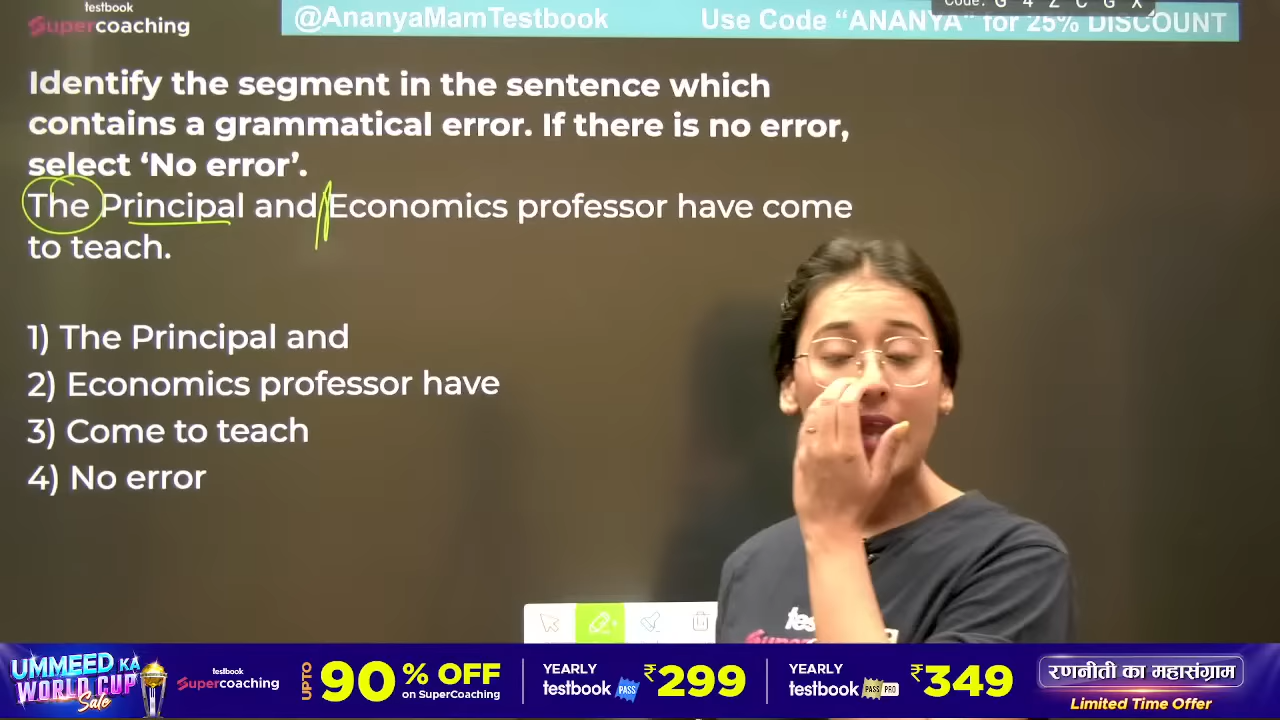 testbook
Supercoaching
@AnanyaMamTestbook
Use Code “ANANYA” for 25% DISCOUNT
Code: G 4 Z C G X
Identify the segment in the sentence which
contains a grammatical error. If there is no error,
select ‘No error’.
The Principal and Economics professor have come
to teach.
1) The Principal and
2) Economics professor have
3) Come to teach
4) No error
UMMEED KA
WORLD CUP
Sale
testbook
Supercoaching
UPTO 90% OFF
on SuperCoaching
YEARLY
testbook PASS
₹299
YEARLY
testbook PASS PRO
₹349
रणनीती का महासंग्राम
Limited Time Offer